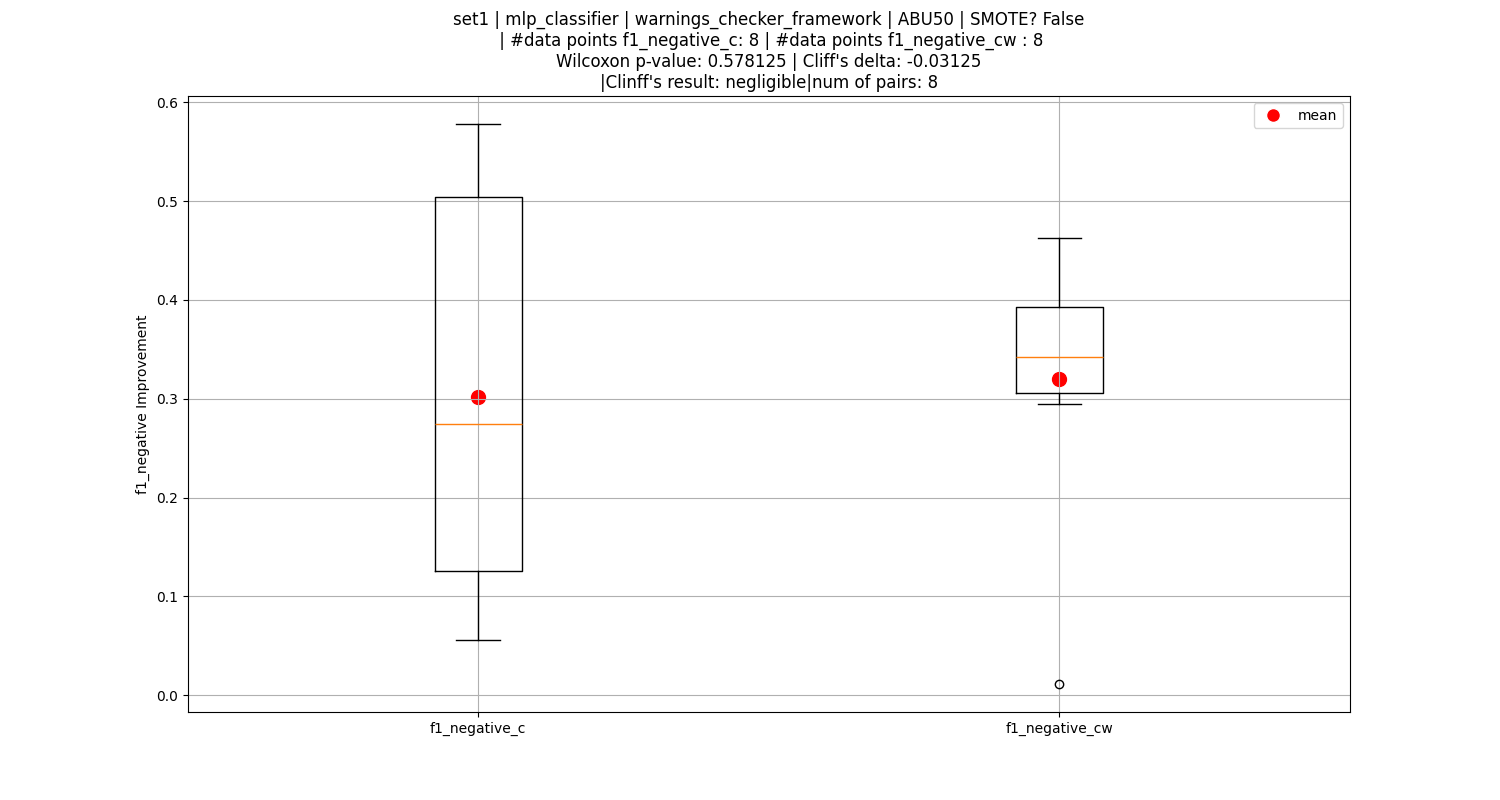 set1 | mlp_classifier | warnings_checker_framework | ABU50 | SMOTE? False
| #data points f1_negative_c: 8 | #data points f1_negative_cw : 8
Wilcoxon p-value: 0.578125 | Cliff's delta: -0.03125
|Clinff's result: negligible|num of pairs: 8
mean
0.6
0.5
0.4
0.3
0.2
0.1
0.0
f1_negative Improvement
f1_negative_c
f1_negative_cw